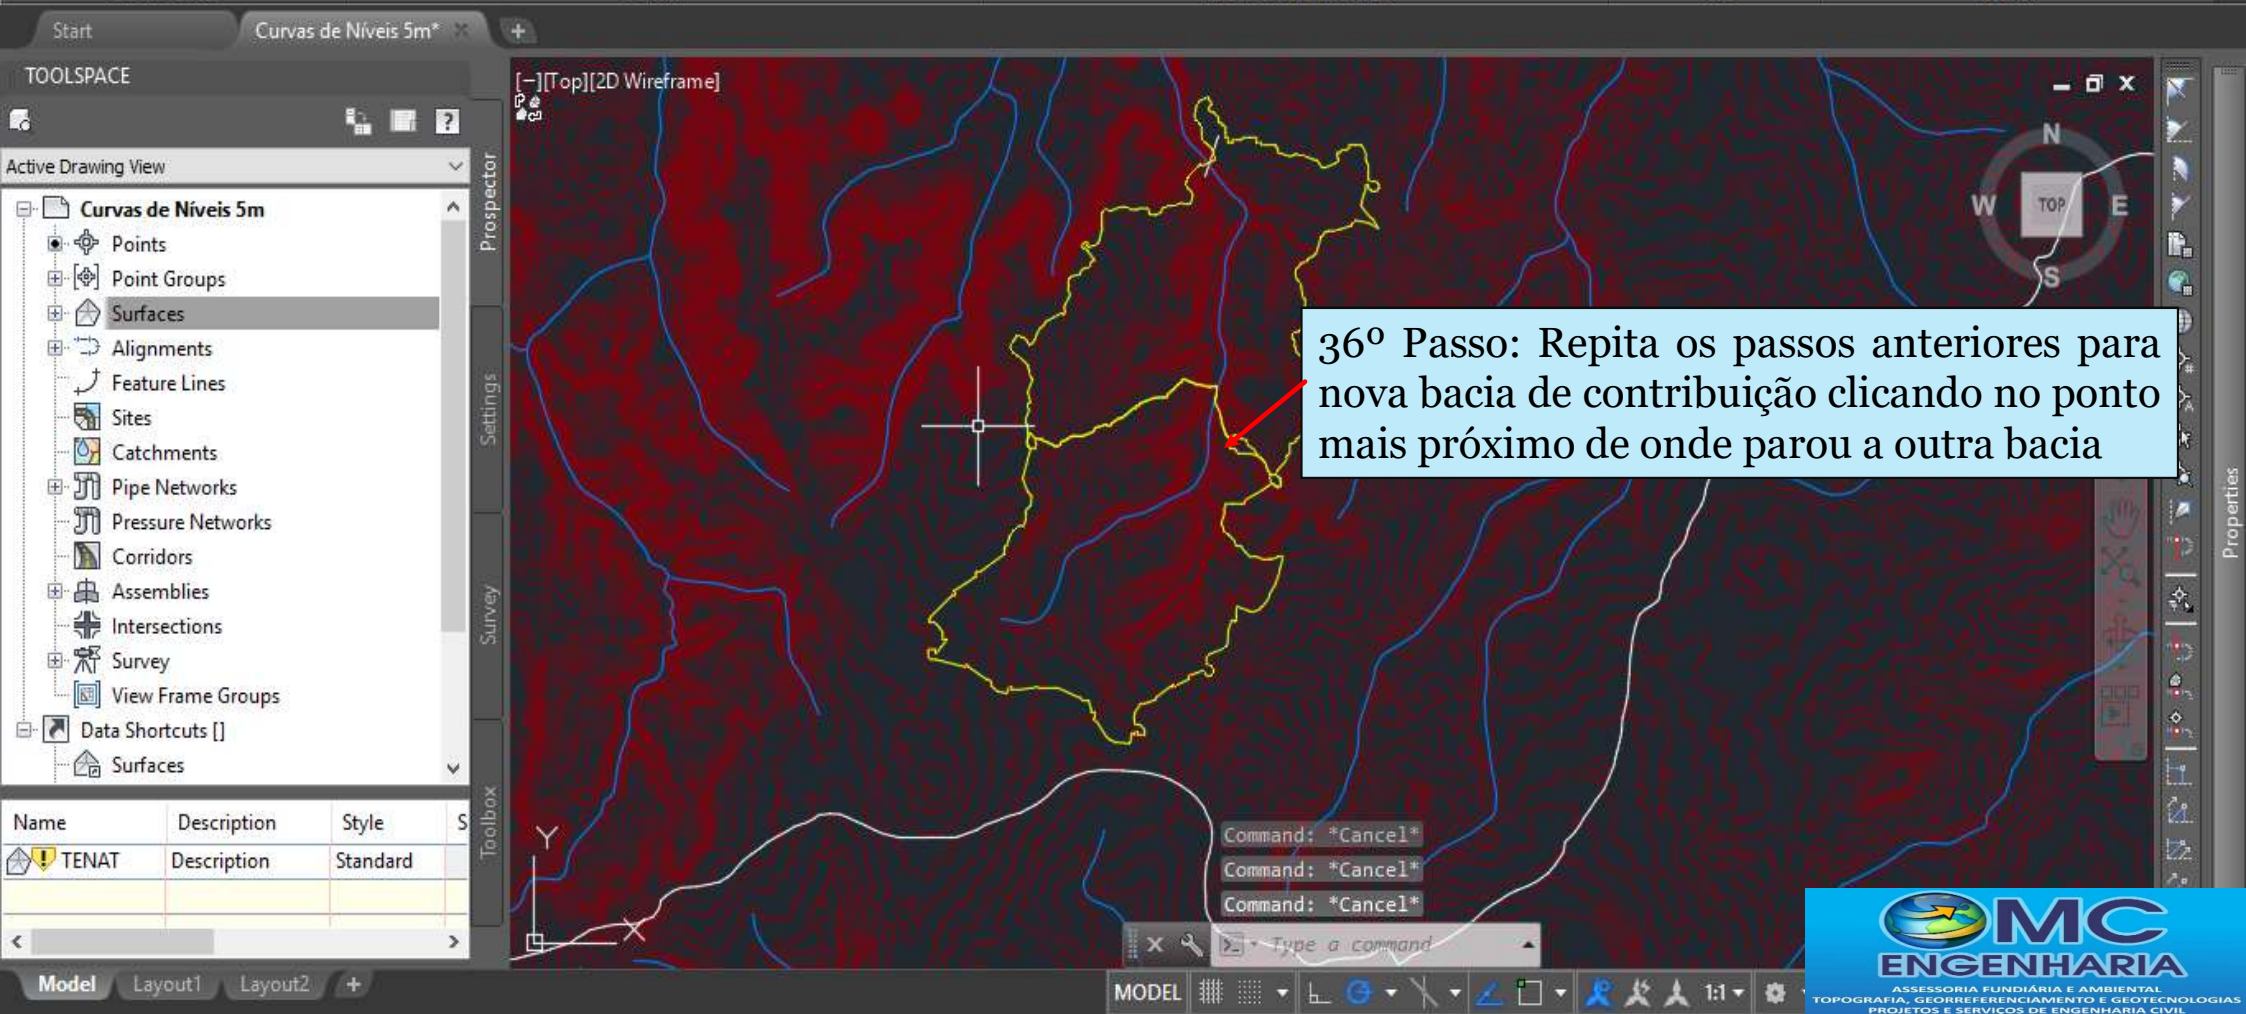 Start
Curvas de Níveis 5m*
TOOLSPACE
Active Drawing View
Curvas de Níveis 5m
Points
Point Groups
Surfaces
Alignments
Feature Lines
Sites
Catchments
Pipe Networks
Pressure Networks
Corridors
Assemblies
Intersections
Survey
View Frame Groups
Data Shortcuts []
Surfaces
Name Description Style S
TENAT Description Standard
Prospector
Settings
Survey
Toolbox
[-][Top][2D Wireframe]
N
W TOP E
S
36º Passo: Repita os passos anteriores para
nova bacia de contribuição clicando no ponto
mais próximo de onde parou a outra bacia
Properties
Y
X
Command: *Cancel*
Command: *Cancel*
Command: *Cancel*
Type a command
Model Layout1 Layout2 +
MODEL 1:1
MC
ENGENHARIA
ASSESSORIA FUNDIÁRIA E AMBIENTAL
TOPOGRAFIA, GEORREFERENCIAMENTO E GEOTECNOLOGIAS
PROJETOS E SERVIÇOS DE ENGENHARIA CIVIL